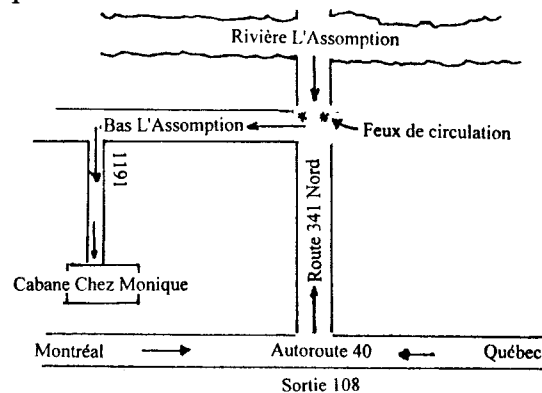 Rivière L'Assomption
Bas L'Assomption
Feux de circulation
1191
Route 341 Nord
Cabane Chez Monique
Montréal
Autoroute 40
Québec
Sortie 108